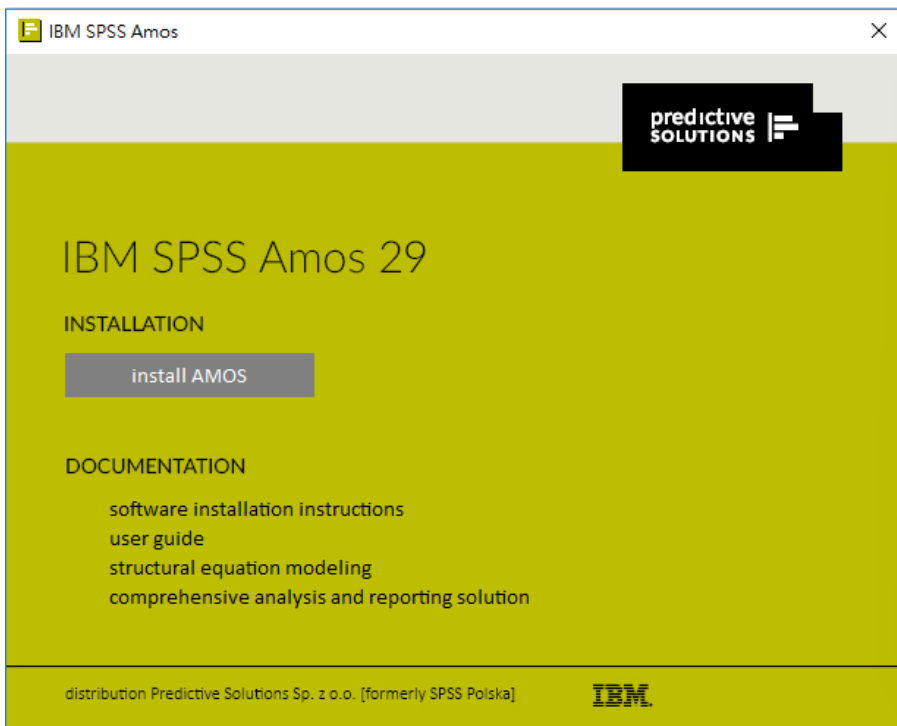 IBM SPSS Amos
predictive
SOLUTIONS
IBM SPSS Amos 29
INSTALLATION
install AMOS
DOCUMENTATION
software installation instructions
user guide
structural equation modeling
comprehensive analysis and reporting solution
distribution Predictive Solutions Sp. z o.o. [formerly SPSS Polska]
IBM.